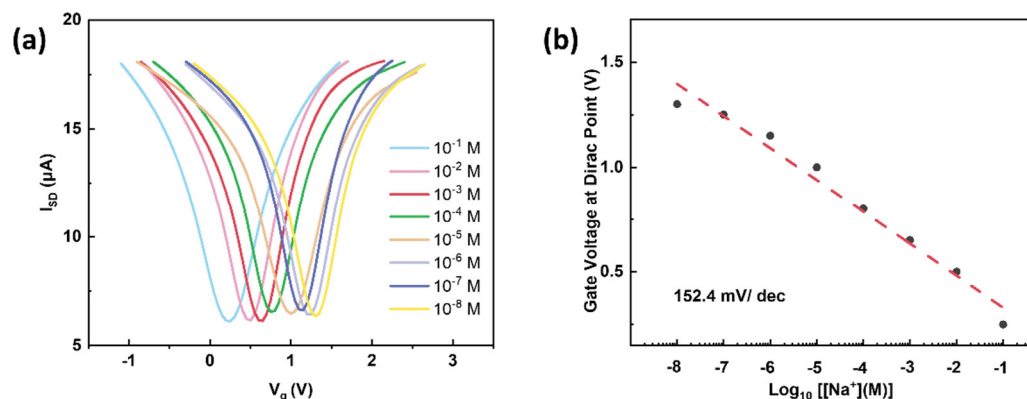 (a)
20
15
10
5
I_SD (μA)
-1
0
1
2
3
V_g (V)
10⁻¹ M
10⁻² M
10⁻³ M
10⁻⁴ M
10⁻⁵ M
10⁻⁶ M
10⁻⁷ M
10⁻⁸ M
(b)
1.5
1.0
0.5
Gate Voltage at Dirac Point (V)
152.4 mV/ dec
-8
-7
-6
-5
-4
-3
-2
-1
Log₁₀ [[Na⁺](M)]